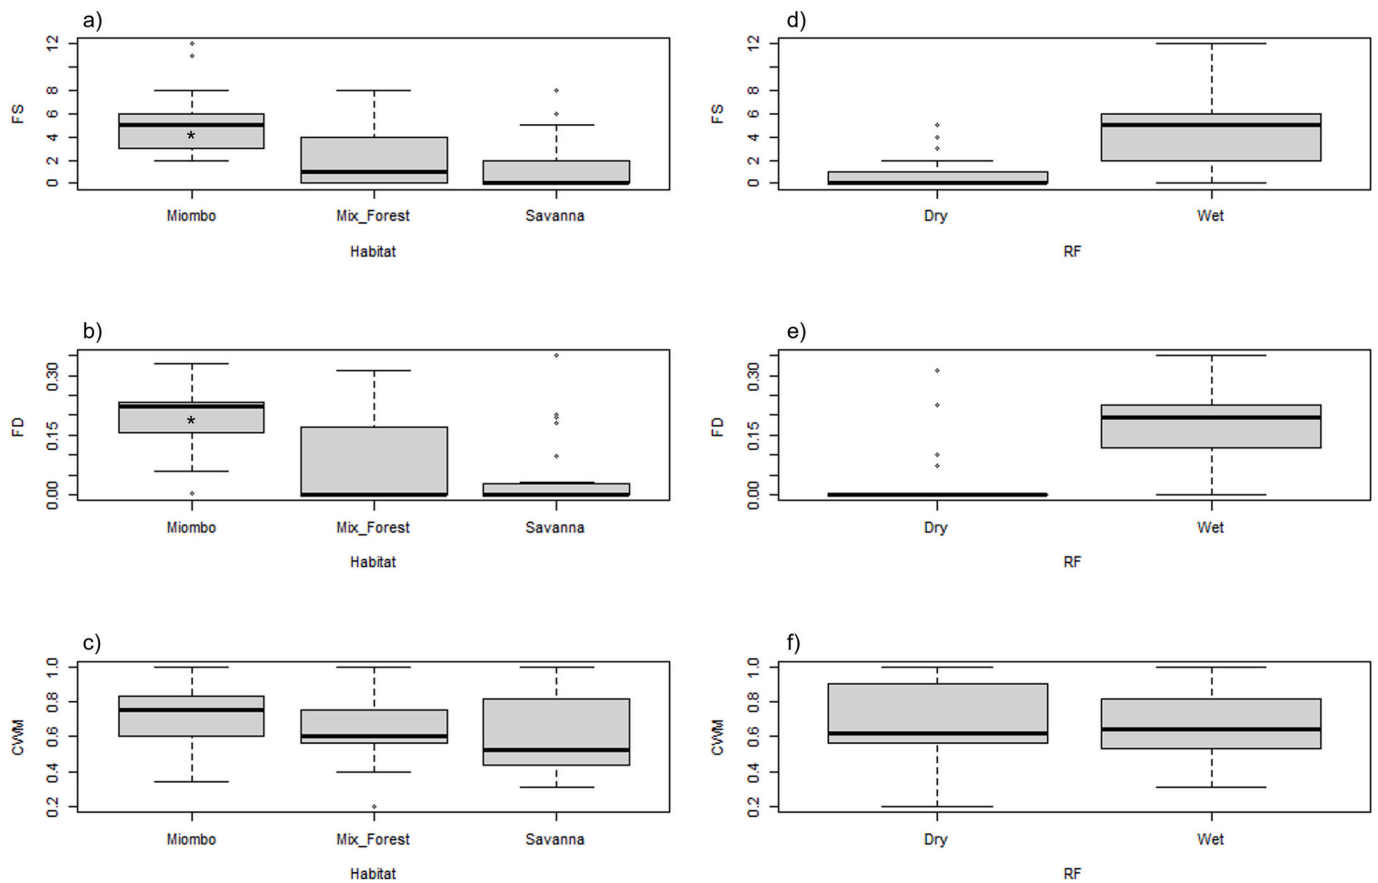 a)
FS
0 2 4 6 8 12
*
Miombo Mix_Forest Savanna
Habitat
d)
FS
0 2 4 6 8 12
Dry Wet
RF
b)
FD
0.00 0.15 0.30
*
Miombo Mix_Forest Savanna
Habitat
e)
FD
0.00 0.15 0.30
Dry Wet
RF
c)
CWM
0.2 0.4 0.6 0.8 1.0
Miombo Mix_Forest Savanna
Habitat
f)
CWM
0.2 0.4 0.6 0.8 1.0
Dry Wet
RF